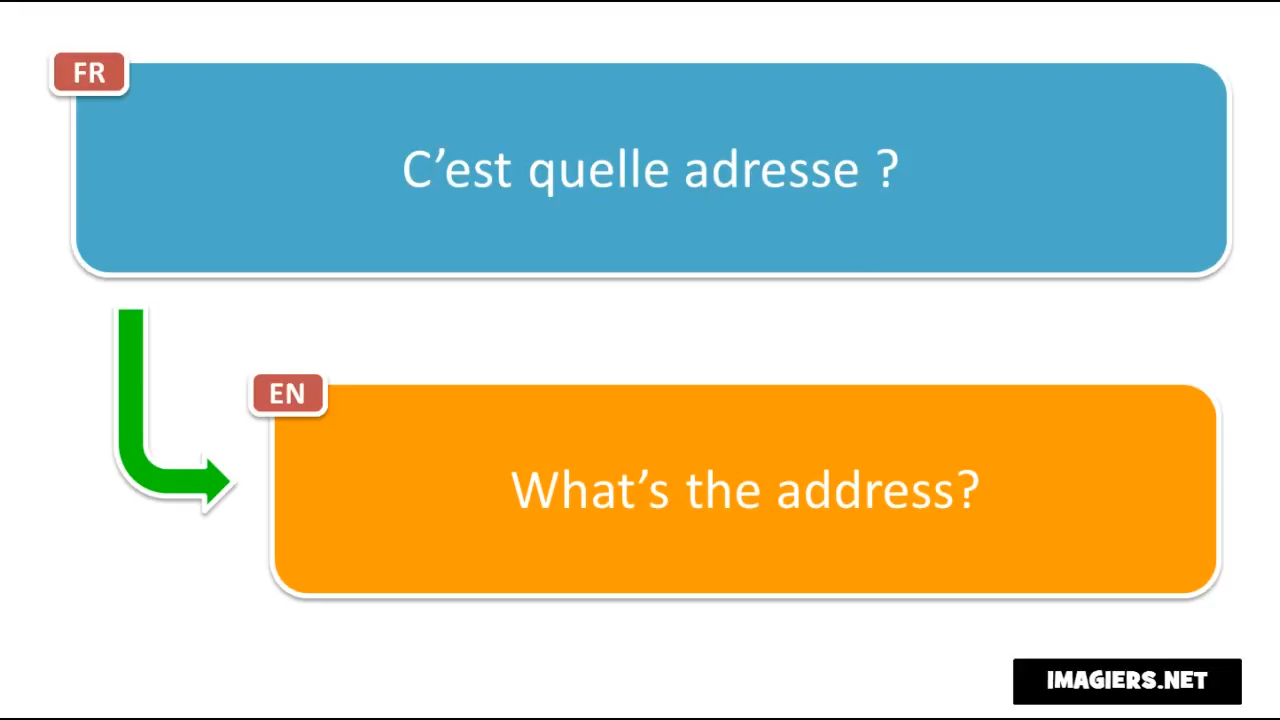 FR
C’est quelle adresse ?
EN
What’s the address?
IMAGIERS.NET